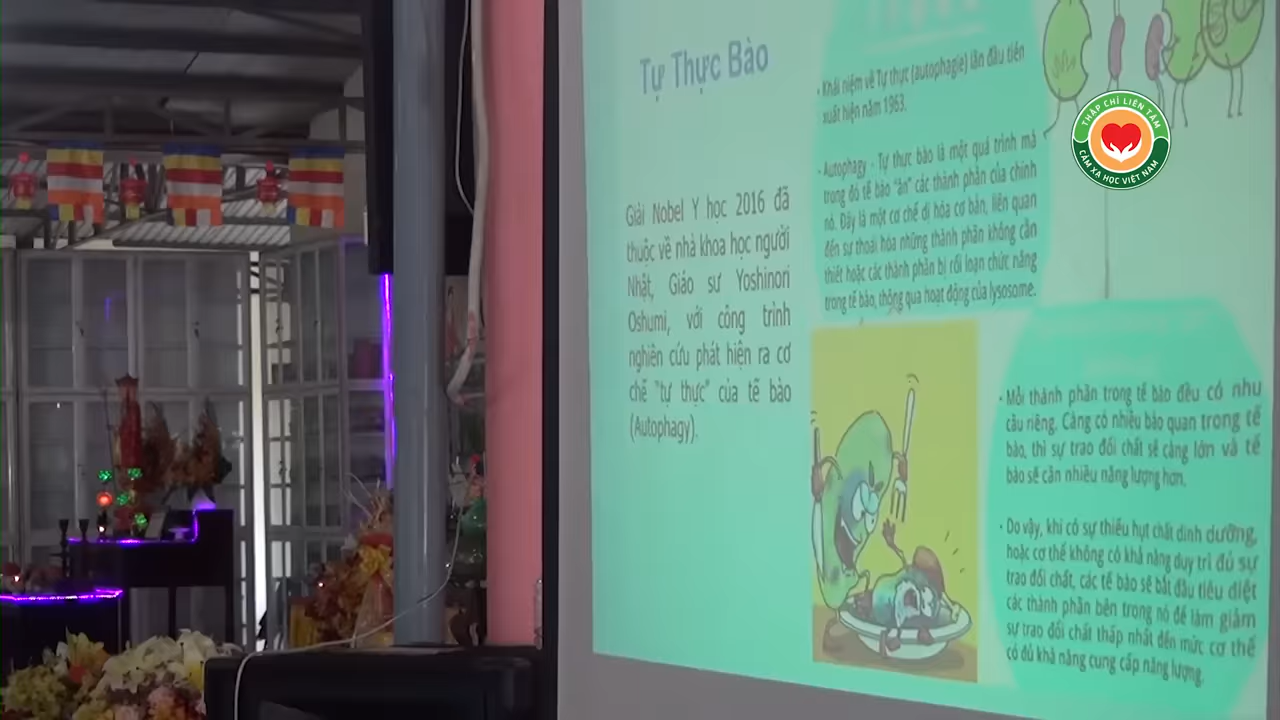 Tự Thực Bào
Giải Nobel Y học 2016 đã
thuộc về nhà khoa học người
Nhật, Giáo sư Yoshinori
Oshumi, với công trình
nghiên cứu phát hiện ra cơ
chế "tự thực" của tế bào
(Autophagy).
• Khái niệm về Tự thực (autophagie) lần đầu tiên
xuất hiện năm 1963.
• Autophagy - Tự thực bào là một quá trình mà
trong đó tế bào "ăn" các thành phần của chính
nó. Đây là một cơ chế dị hóa cơ bản, liên quan
đến sự thoái hóa những thành phần không cần
thiết hoặc các thành phần bị rối loạn chức năng
trong tế bào, thông qua hoạt động của lysosome.
• Mỗi thành phần trong tế bào đều có nhu
cầu riêng. Càng có nhiều bào quan trong tế
bào, thì sự trao đổi chất sẽ càng lớn và tế
bào sẽ cần nhiều năng lượng hơn.
• Do vậy, khi có sự thiếu hụt chất dinh dưỡng,
hoặc cơ thể không có khả năng duy trì đủ sự
trao đổi chất, các tế bào sẽ bắt đầu tiêu diệt
các thành phần bên trong nó để làm giảm
sự trao đổi chất thấp nhất đến mức cơ thể
có đủ khả năng cung cấp năng lượng.
THẬP CHỈ LIÊN TÂM
CẢM XẠ HỌC VIỆT NAM